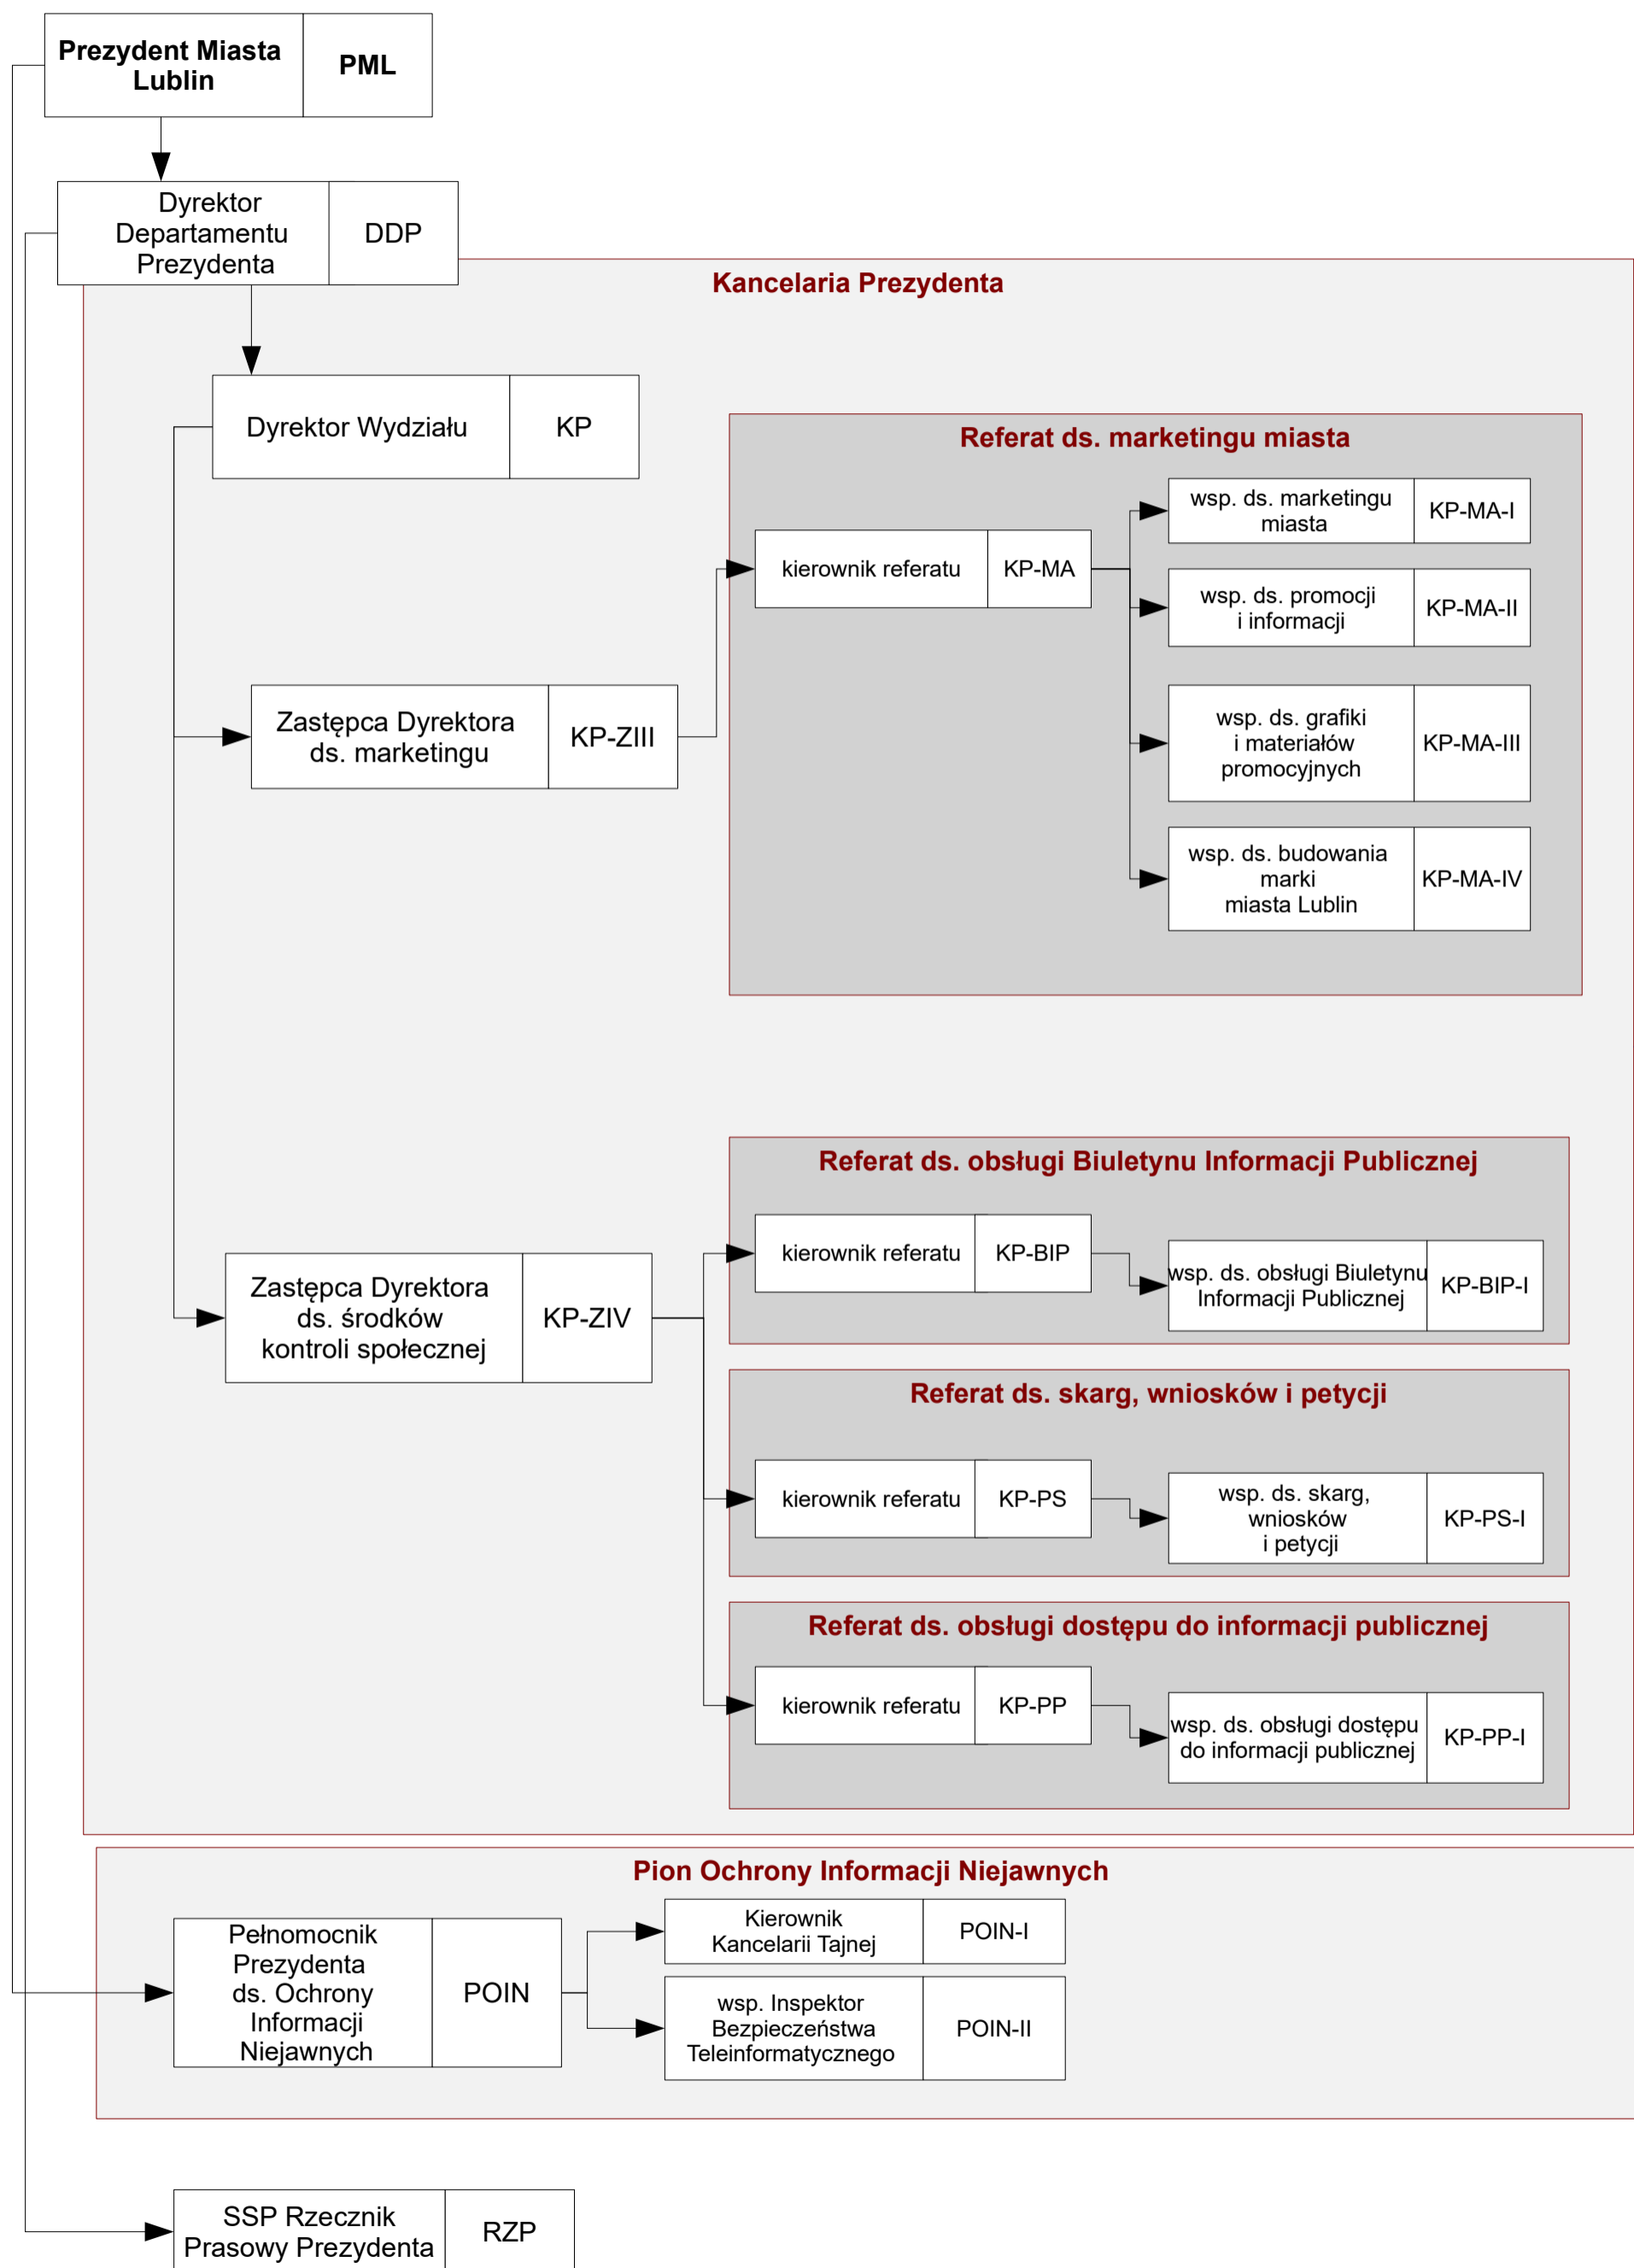 Prezydent Miasta
Lublin
PML
Dyrektor
Departamentu
Prezydenta
DDP
Kancelaria Prezydenta
Dyrektor Wydziału
KP
Referat ds. marketingu miasta
kierownik referatu
KP-MA
wsp. ds. marketingu
miasta
KP-MA-I
wsp. ds. promocji
i informacji
KP-MA-II
Zastępca Dyrektora
ds. marketingu
KP-ZIII
wsp. ds. grafiki
i materiałów
promocyjnych
KP-MA-III
wsp. ds. budowania
marki
miasta Lublin
KP-MA-IV
Referat ds. obsługi Biuletynu Informacji Publicznej
kierownik referatu
KP-BIP
wsp. ds. obsługi Biuletynu
Informacji Publicznej
KP-BIP-I
Zastępca Dyrektora
ds. środków
kontroli społecznej
KP-ZIV
Referat ds. skarg, wniosków i petycji
kierownik referatu
KP-PS
wsp. ds. skarg,
wniosków
i petycji
KP-PS-I
Referat ds. obsługi dostępu do informacji publicznej
kierownik referatu
KP-PP
wsp. ds. obsługi dostępu
do informacji publicznej
KP-PP-I
Pion Ochrony Informacji Niejawnych
Pełnomocnik
Prezydenta
ds. Ochrony
Informacji
Niejawnych
POIN
Kierownik
Kancelarii Tajnej
POIN-I
wsp. Inspektor
Bezpieczeństwa
Teleinformatycznego
POIN-II
SSP Rzecznik
Prasowy Prezydenta
RZP